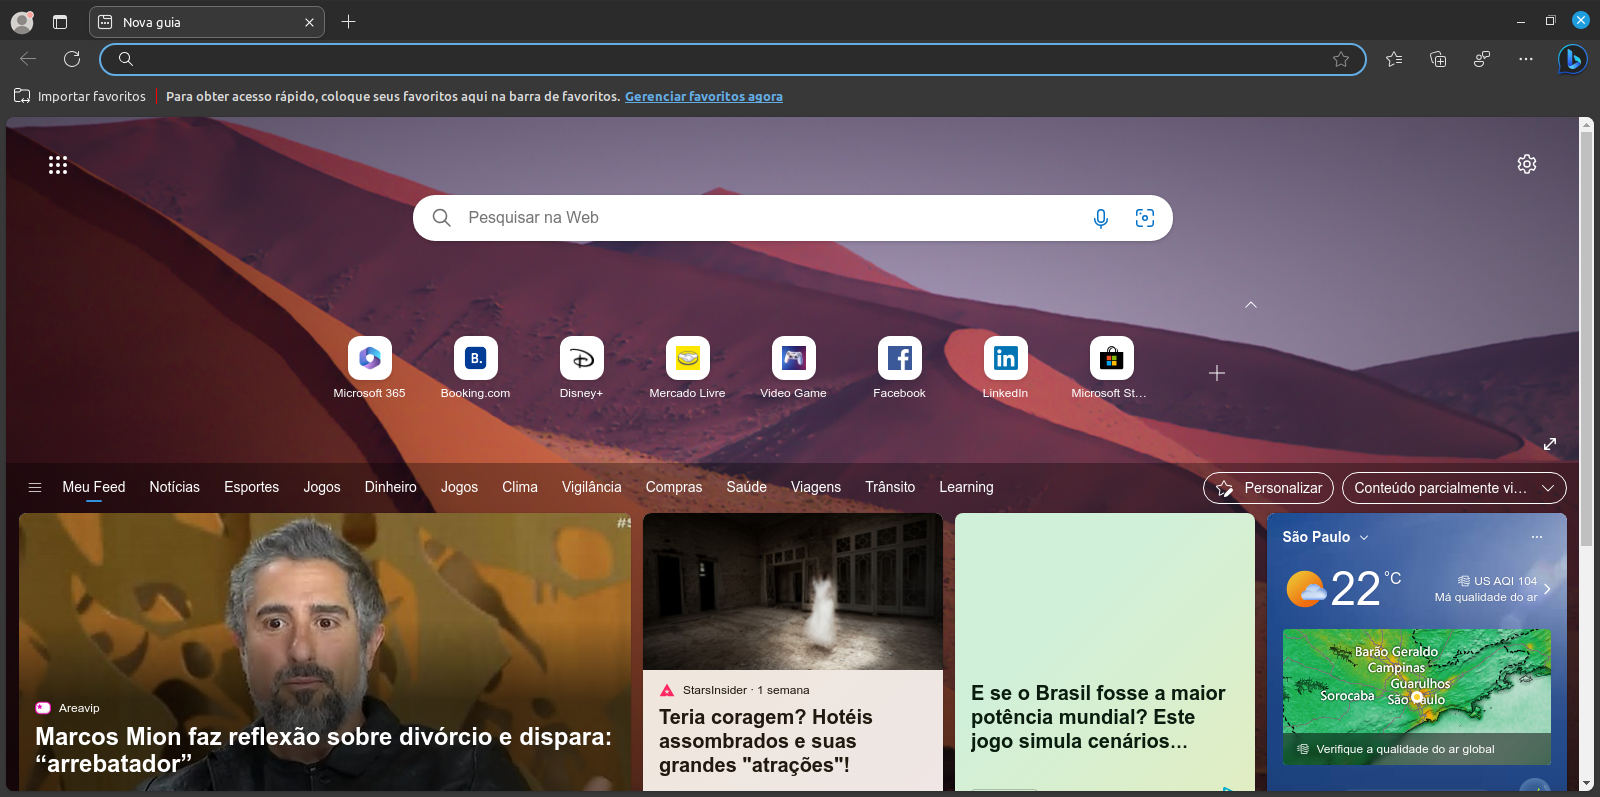 Nova guia
Importar favoritos
Para obter acesso rápido, coloque seus favoritos aqui na barra de favoritos. Gerenciar favoritos agora
Pesquisar na Web
Microsoft 365
B.
Booking.com
Disney+
Mercado Livre
Video Game
Facebook
in
LinkedIn
Microsoft St...
Meu Feed
Notícias
Esportes
Jogos
Dinheiro
Jogos
Clima
Vigilância
Compras
Saúde
Viagens
Trânsito
Learning
Personalizar
Conteúdo parcialmente vi...
Areavip
Marcos Mion faz reflexão sobre divórcio e dispara:
“arrebatador”
StarsInsider · 1 semana
Teria coragem? Hotéis
assombrados e suas
grandes "atrações"!
E se o Brasil fosse a maior
potência mundial? Este
jogo simula cenários...
São Paulo
22 °C
US AQI 104
Má qualidade do ar
Barão Geraldo
Campinas
Guarulhos
Sorocaba
São Paulo
Verifique a qualidade do ar global